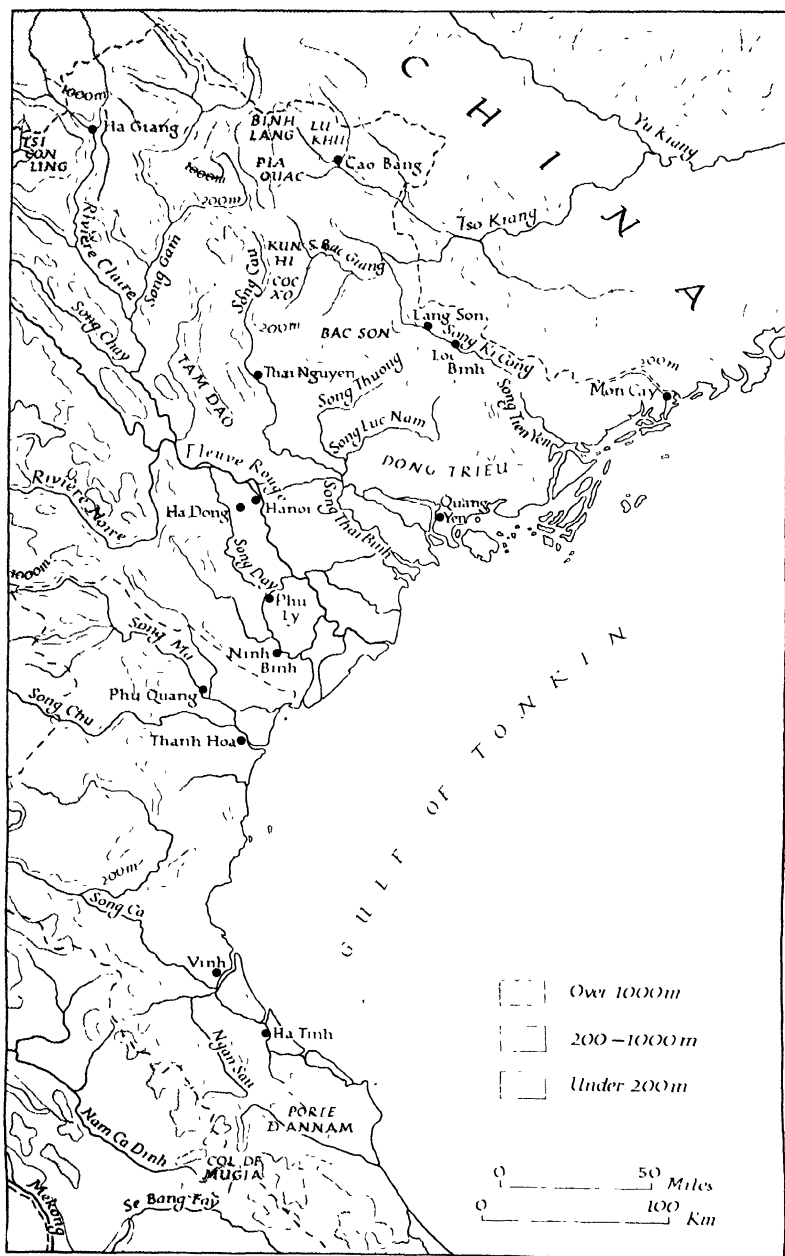 CHINA
1000m
Ha Giang
BINH
LANG
LU
KHU
TSI
CON
LING
PIA
OUAC
Cao Bang
Yu Kiang
1000m
200m
Tso Kiang
Rivière Claire
Song Gam
Song Cau
KUN
HI
COC
XO
S. Bac Giang
Song Chay
200m
BAC SON
Lang Son
Song Ki Cong
Loc
Binh
200m
Mon Cay
TAM DAO
Thai Nguyen
Song Thuong
Song Tien Yen
Song Luc Nam
Fleuve Rouge
DONG TRIEU
Rivière Noire
Ha Dong
Hanoi
Song Thai Binh
Quang
Yen
Song Day
Phu
Ly
1000m
Song Ma
Ninh
Binh
Phu Quang
Song Chu
Thanh Hoa
GULF OF TONKIN
200m
Song Ca
Vinh
Ha Tinh
Ngan Sau
PORTE
D'ANNAM
Nam Ca Dinh
COL DE
MUGIA
Mekong
Se Bang Fay
Over 1000m
200–1000m
Under 200m
0 50 Miles
0 100 Km